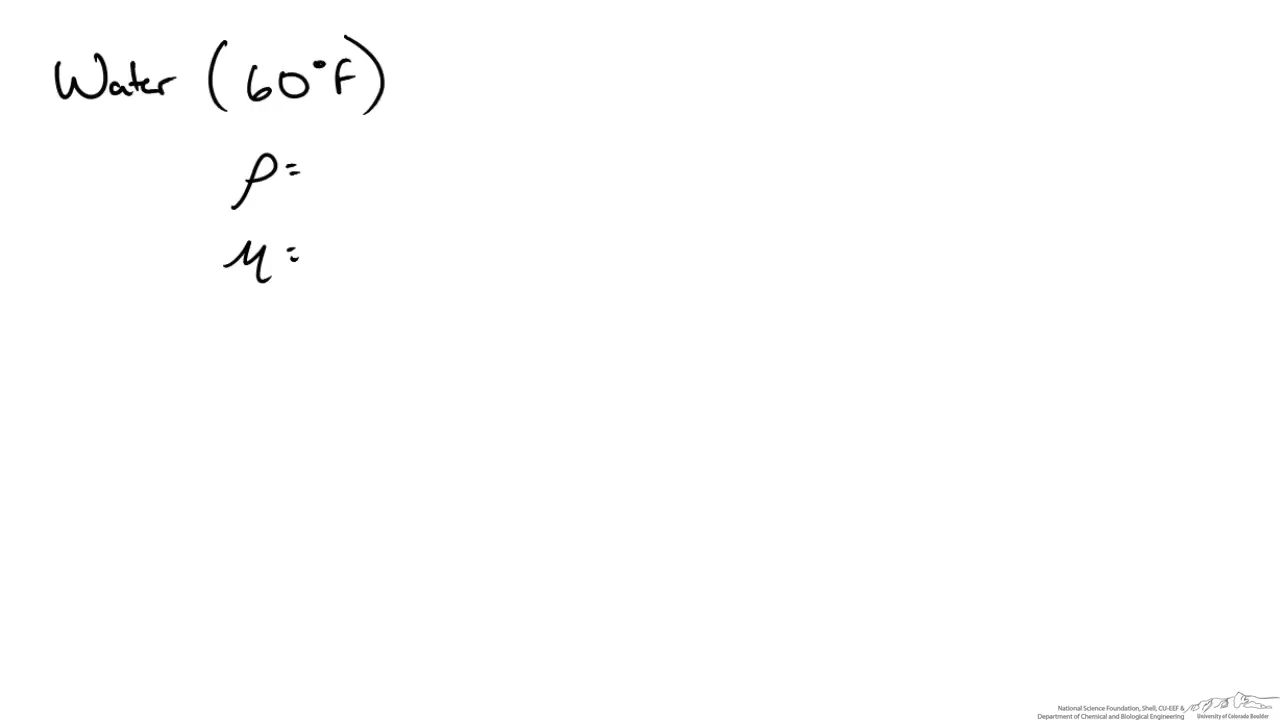 Water (60°F)
ρ=
μ=
National Science Foundation, Shell, CU-EEF &
Department of Chemical and Biological Engineering
University of Colorado Boulder